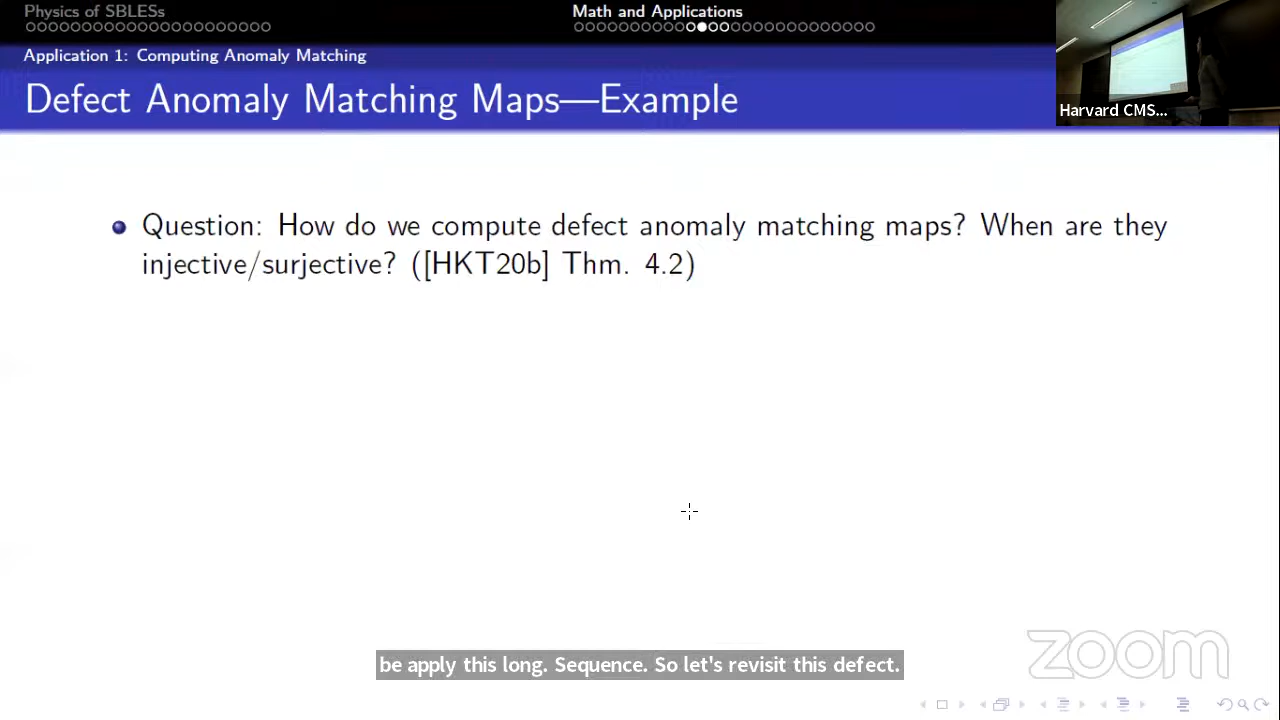 Physics of SBLESs
Math and Applications
Application 1: Computing Anomaly Matching
Defect Anomaly Matching Maps—Example
Harvard CMS...
Question: How do we compute defect anomaly matching maps? When are they
injective/surjective? ([HKT20b] Thm. 4.2)
zoom
be apply this long. Sequence. So let's revisit this defect.